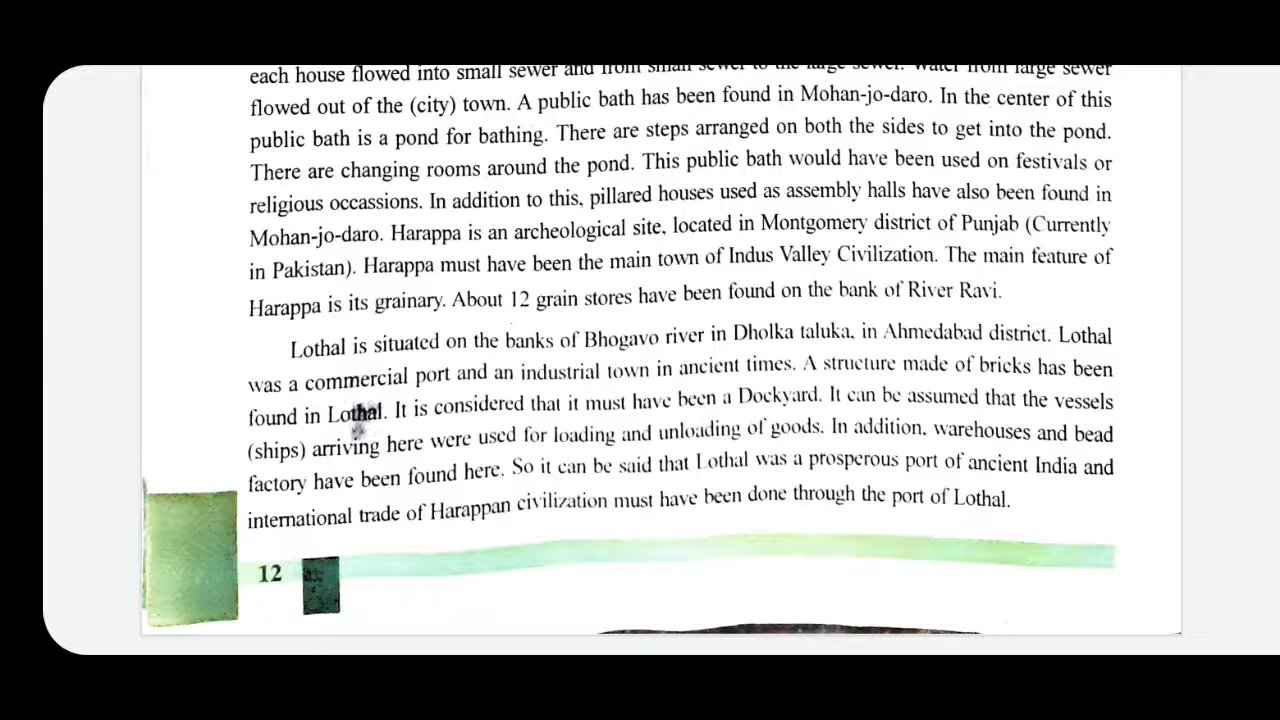 each house flowed into small sewer and from small sewer to the large sewer. Water from large sewer
flowed out of the (city) town. A public bath has been found in Mohan-jo-daro. In the center of this
public bath is a pond for bathing. There are steps arranged on both the sides to get into the pond.
There are changing rooms around the pond. This public bath would have been used on festivals or
religious occassions. In addition to this, pillared houses used as assembly halls have also been found in
Mohan-jo-daro. Harappa is an archeological site, located in Montgomery district of Punjab (Currently
in Pakistan). Harappa must have been the main town of Indus Valley Civilization. The main feature of
Harappa is its grainary. About 12 grain stores have been found on the bank of River Ravi.
Lothal is situated on the banks of Bhogavo river in Dholka taluka, in Ahmedabad district. Lothal
was a commercial port and an industrial town in ancient times. A structure made of bricks has been
found in Lothal. It is considered that it must have been a Dockyard. It can be assumed that the vessels
(ships) arriving here were used for loading and unloading of goods. In addition, warehouses and bead
factory have been found here. So it can be said that Lothal was a prosperous port of ancient India and
international trade of Harappan civilization must have been done through the port of Lothal.
12